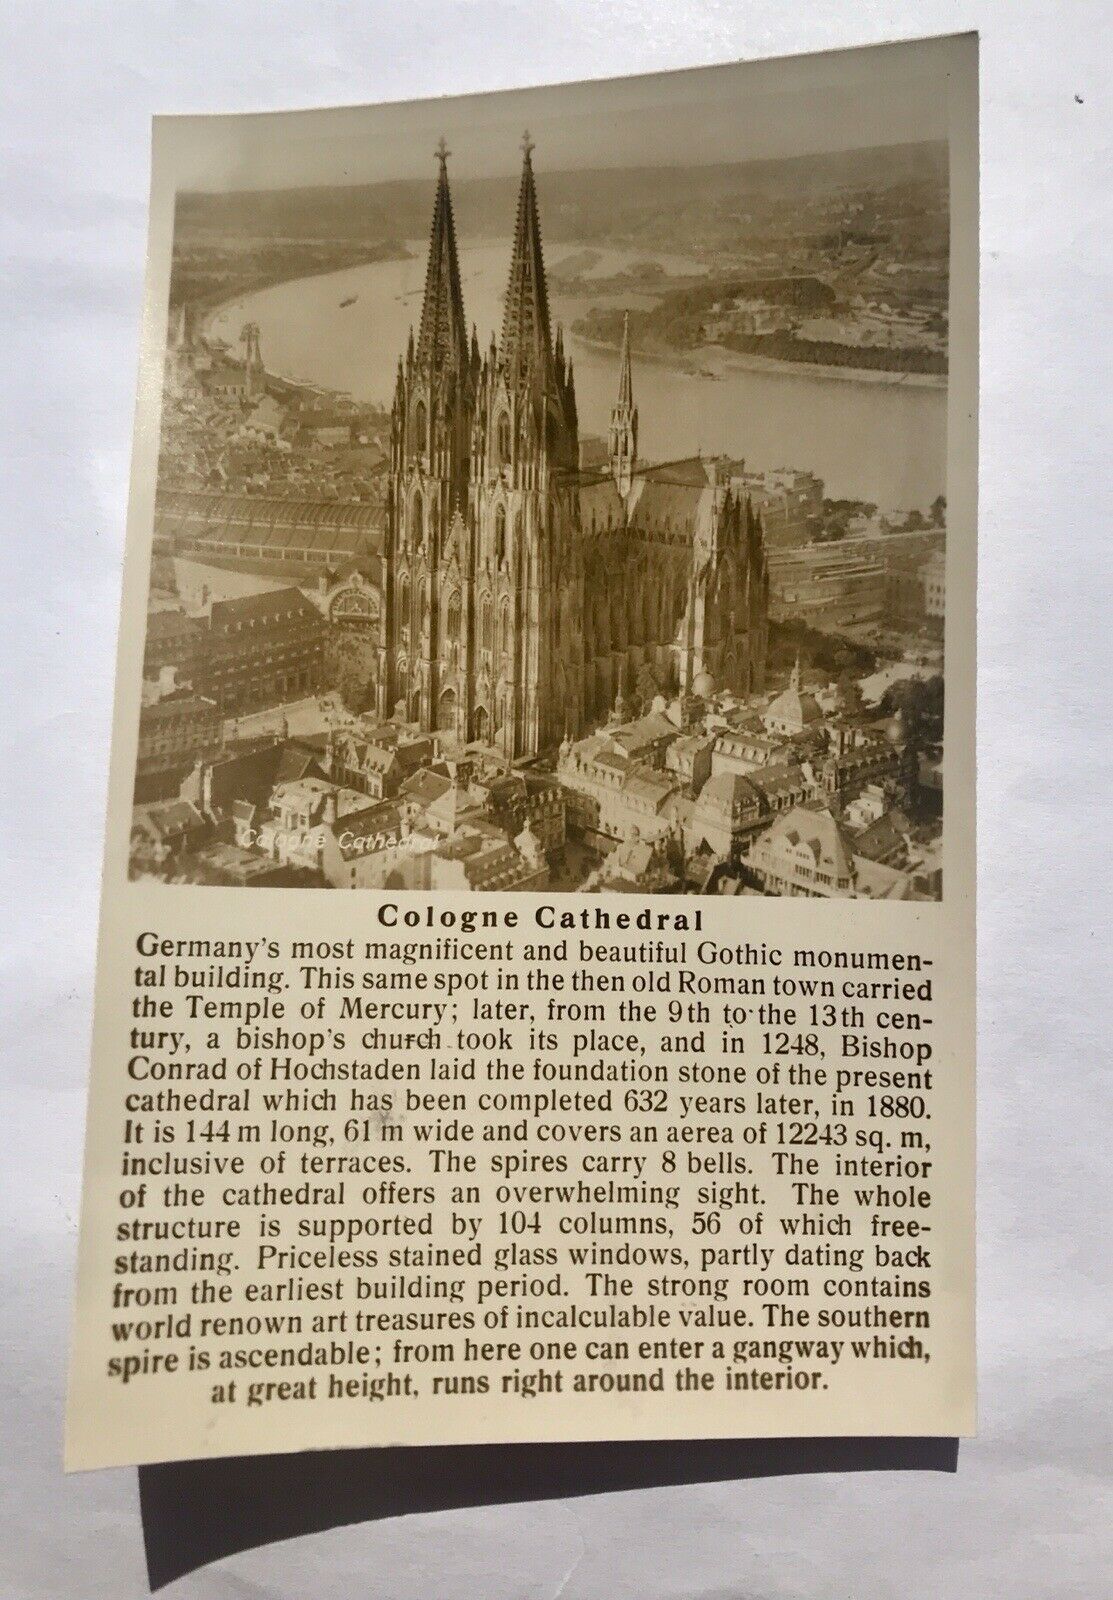 Cologne Cathedral
Cologne Cathedral
Germany's most magnificent and beautiful Gothic monumen-
tal building. This same spot in the then old Roman town carried
the Temple of Mercury; later, from the 9th to the 13th cen-
tury, a bishop's church took its place, and in 1248, Bishop
Conrad of Hochstaden laid the foundation stone of the present
cathedral which has been completed 632 years later, in 1880.
It is 144 m long, 61 m wide and covers an aerea of 12243 sq. m,
inclusive of terraces. The spires carry 8 bells. The interior
of the cathedral offers an overwhelming sight. The whole
structure is supported by 104 columns, 56 of which free-
standing. Priceless stained glass windows, partly dating back
from the earliest building period. The strong room contains
world renown art treasures of incalculable value. The southern
spire is ascendable; from here one can enter a gangway which,
at great height, runs right around the interior.